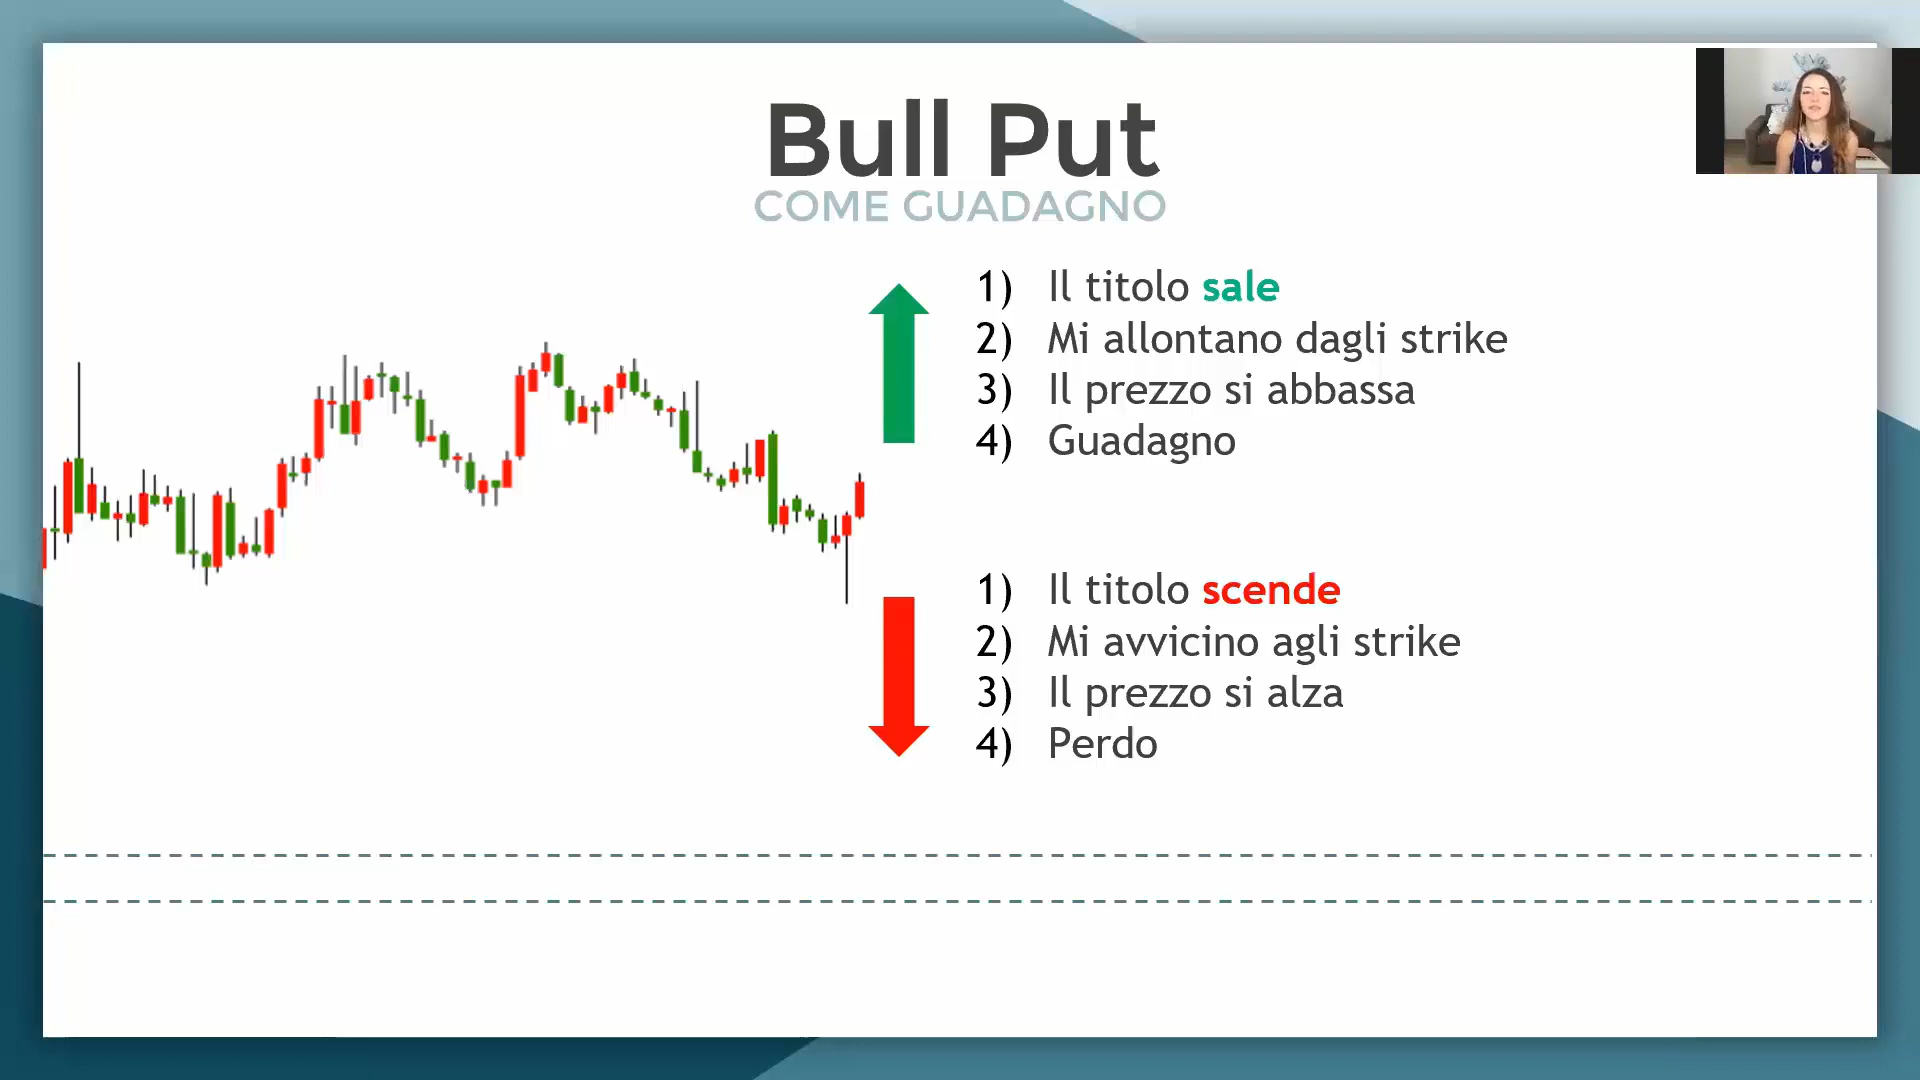 Bull Put
COME GUADAGNO
1) Il titolo sale
2) Mi allontano dagli strike
3) Il prezzo si abbassa
4) Guadagno
1) Il titolo scende
2) Mi avvicino agli strike
3) Il prezzo si alza
4) Perdo